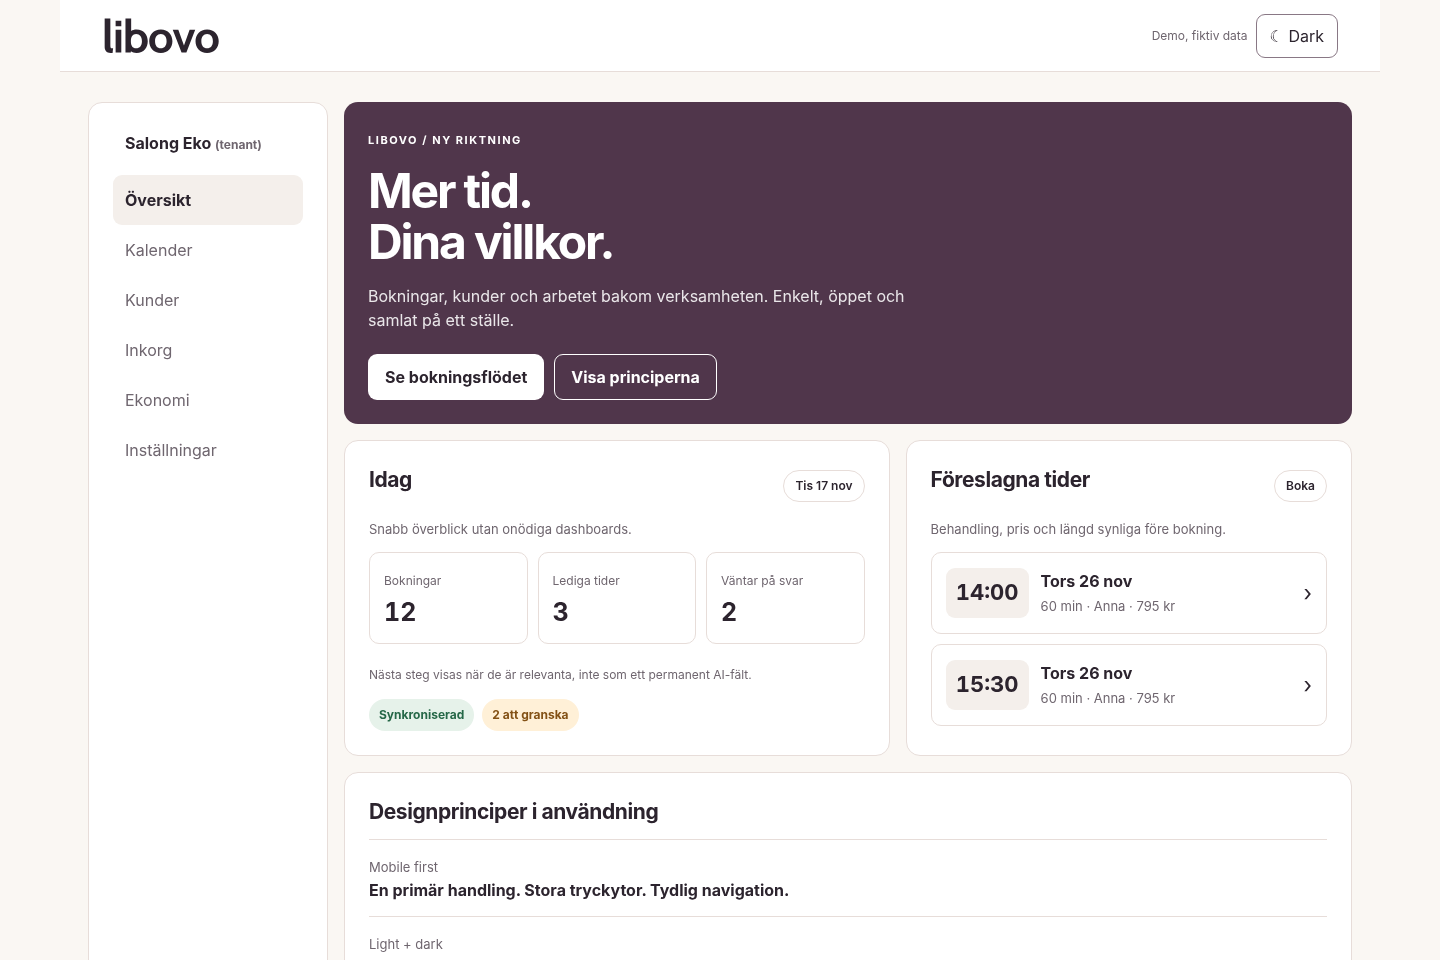 libovo
Demo, fiktiv data
☾ Dark
Salong Eko (tenant)
Översikt
Kalender
Kunder
Inkorg
Ekonomi
Inställningar
LIBOVO / NY RIKTNING
Mer tid.
Dina villkor.
Bokningar, kunder och arbetet bakom verksamheten. Enkelt, öppet och
samlat på ett ställe.
Se bokningsflödet
Visa principerna
Idag
Tis 17 nov
Snabb överblick utan onödiga dashboards.
Bokningar
12
Lediga tider
3
Väntar på svar
2
Nästa steg visas när de är relevanta, inte som ett permanent AI-fält.
Synkroniserad
2 att granska
Föreslagna tider
Boka
Behandling, pris och längd synliga före bokning.
14:00
Tors 26 nov
60 min · Anna · 795 kr
›
15:30
Tors 26 nov
60 min · Anna · 795 kr
›
Designprinciper i användning
Mobile first
En primär handling. Stora tryckytor. Tydlig navigation.
Light + dark